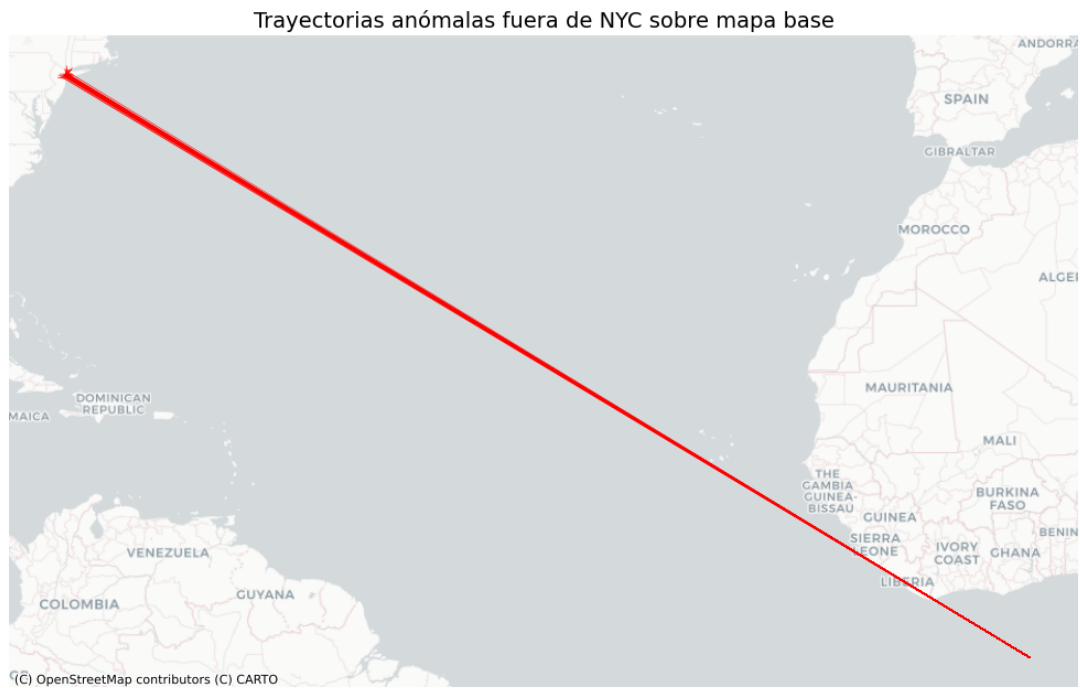 Trayectorias anómalas fuera de NYC sobre mapa base
ANDORRA
SPAIN
GIBRALTAR
MOROCCO
ALGER
MAURITANIA
DOMINICAN
REPUBLIC
MAICA
MALI
THE
GAMBIA
GUINEA-
BISSAU
BURKINA
FASO
GUINEA
BENIN
SIERRA
LEONE
IVORY
COAST
GHANA
VENEZUELA
LIBERIA
GUYANA
COLOMBIA
(C) OpenStreetMap contributors (C) CARTO